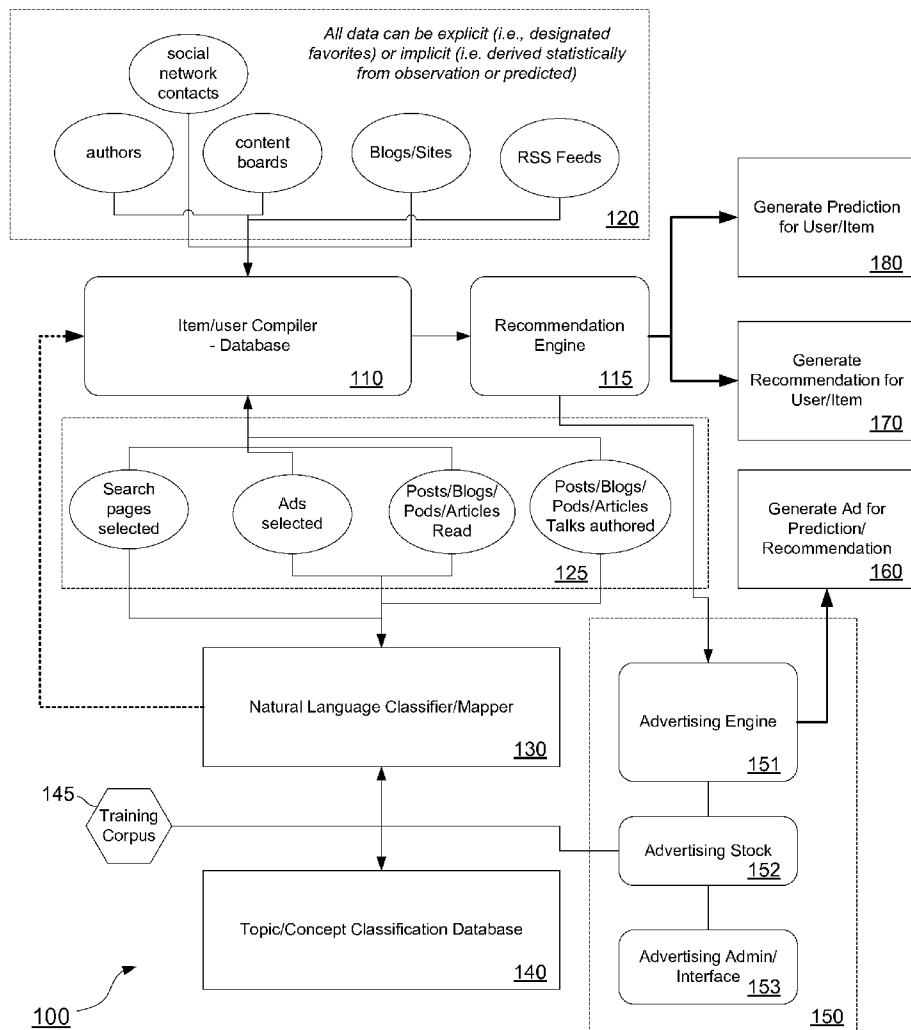 All data can be explicit (i.e., designated
favorites) or implicit (i.e. derived statistically
from observation or predicted)
social
network
contacts
authors
content
boards
Blogs/Sites
RSS Feeds
120
Generate Prediction
for User/Item
180
Item/user Compiler
- Database
110
Recommendation
Engine
115
Generate
Recommendation for
User/Item
170
Search
pages
selected
Ads
selected
Posts/Blogs/
Pods/Articles
Read
Posts/Blogs/
Pods/Articles
Talks authored
125
Generate Ad for
Prediction/
Recommendation
160
Natural Language Classifier/Mapper
130
Advertising Engine
151
145
Training
Corpus
Advertising Stock
152
Topic/Concept Classification Database
140
Advertising Admin/
Interface
153
100
150